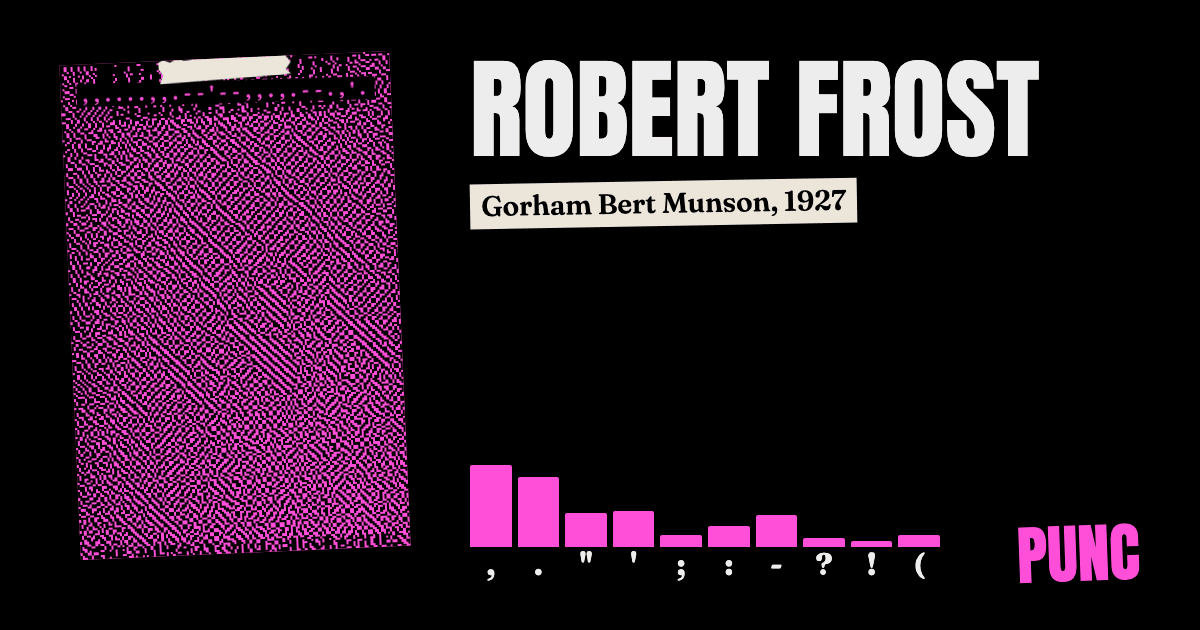 ROBERT FROST
Gorham Bert Munson, 1927
, . " ' ; : - ? ! (
PUNC